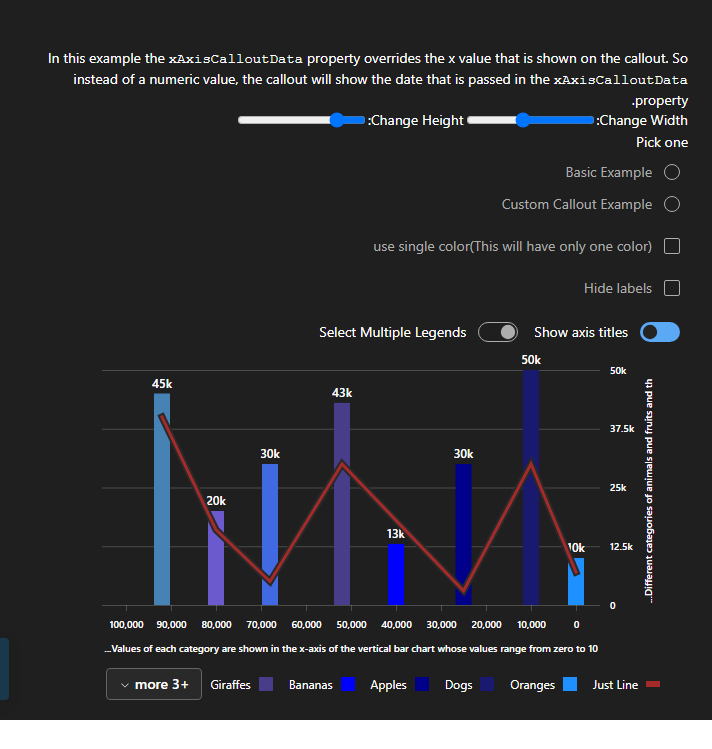 In this example the xAxisCalloutData property overrides the x value that is shown on the callout. So
instead of a numeric value, the callout will show the date that is passed in the xAxisCalloutData
.property
:Change Width :Change Height
Pick one
Basic Example
Custom Callout Example
use single color(This will have only one color)
Hide labels
Show axis titles Select Multiple Legends
50k
45k
43k
30k
30k
20k
13k
10k
50k
37.5k
25k
12.5k
0
...Different categories of animals and fruits and th
100,000 90,000 80,000 70,000 60,000 50,000 40,000 30,000 20,000 10,000 0
...Values of each category are shown in the x-axis of the vertical bar chart whose values range from zero to 10
more 3+ Giraffes Bananas Apples Dogs Oranges Just Line